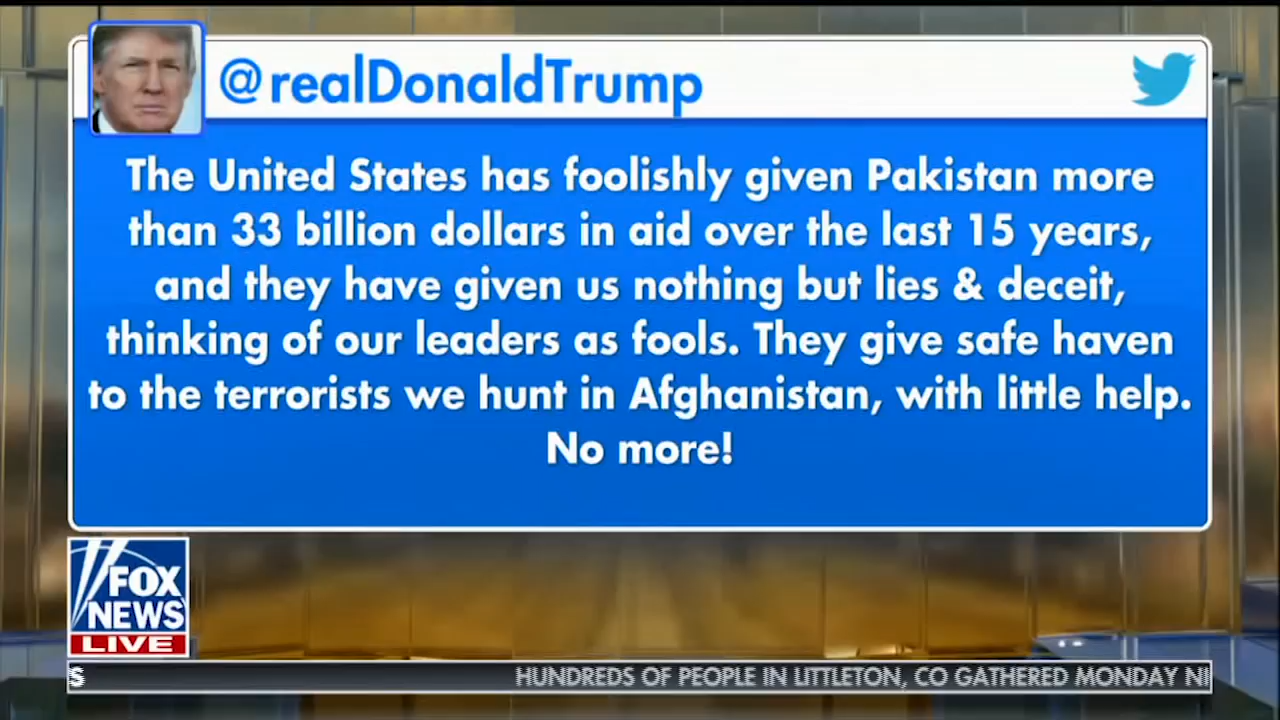 @realDonaldTrump
The United States has foolishly given Pakistan more
than 33 billion dollars in aid over the last 15 years,
and they have given us nothing but lies & deceit,
thinking of our leaders as fools. They give safe haven
to the terrorists we hunt in Afghanistan, with little help.
No more!
FOX
NEWS
LIVE
S HUNDREDS OF PEOPLE IN LITTLETON, CO GATHERED MONDAY NI